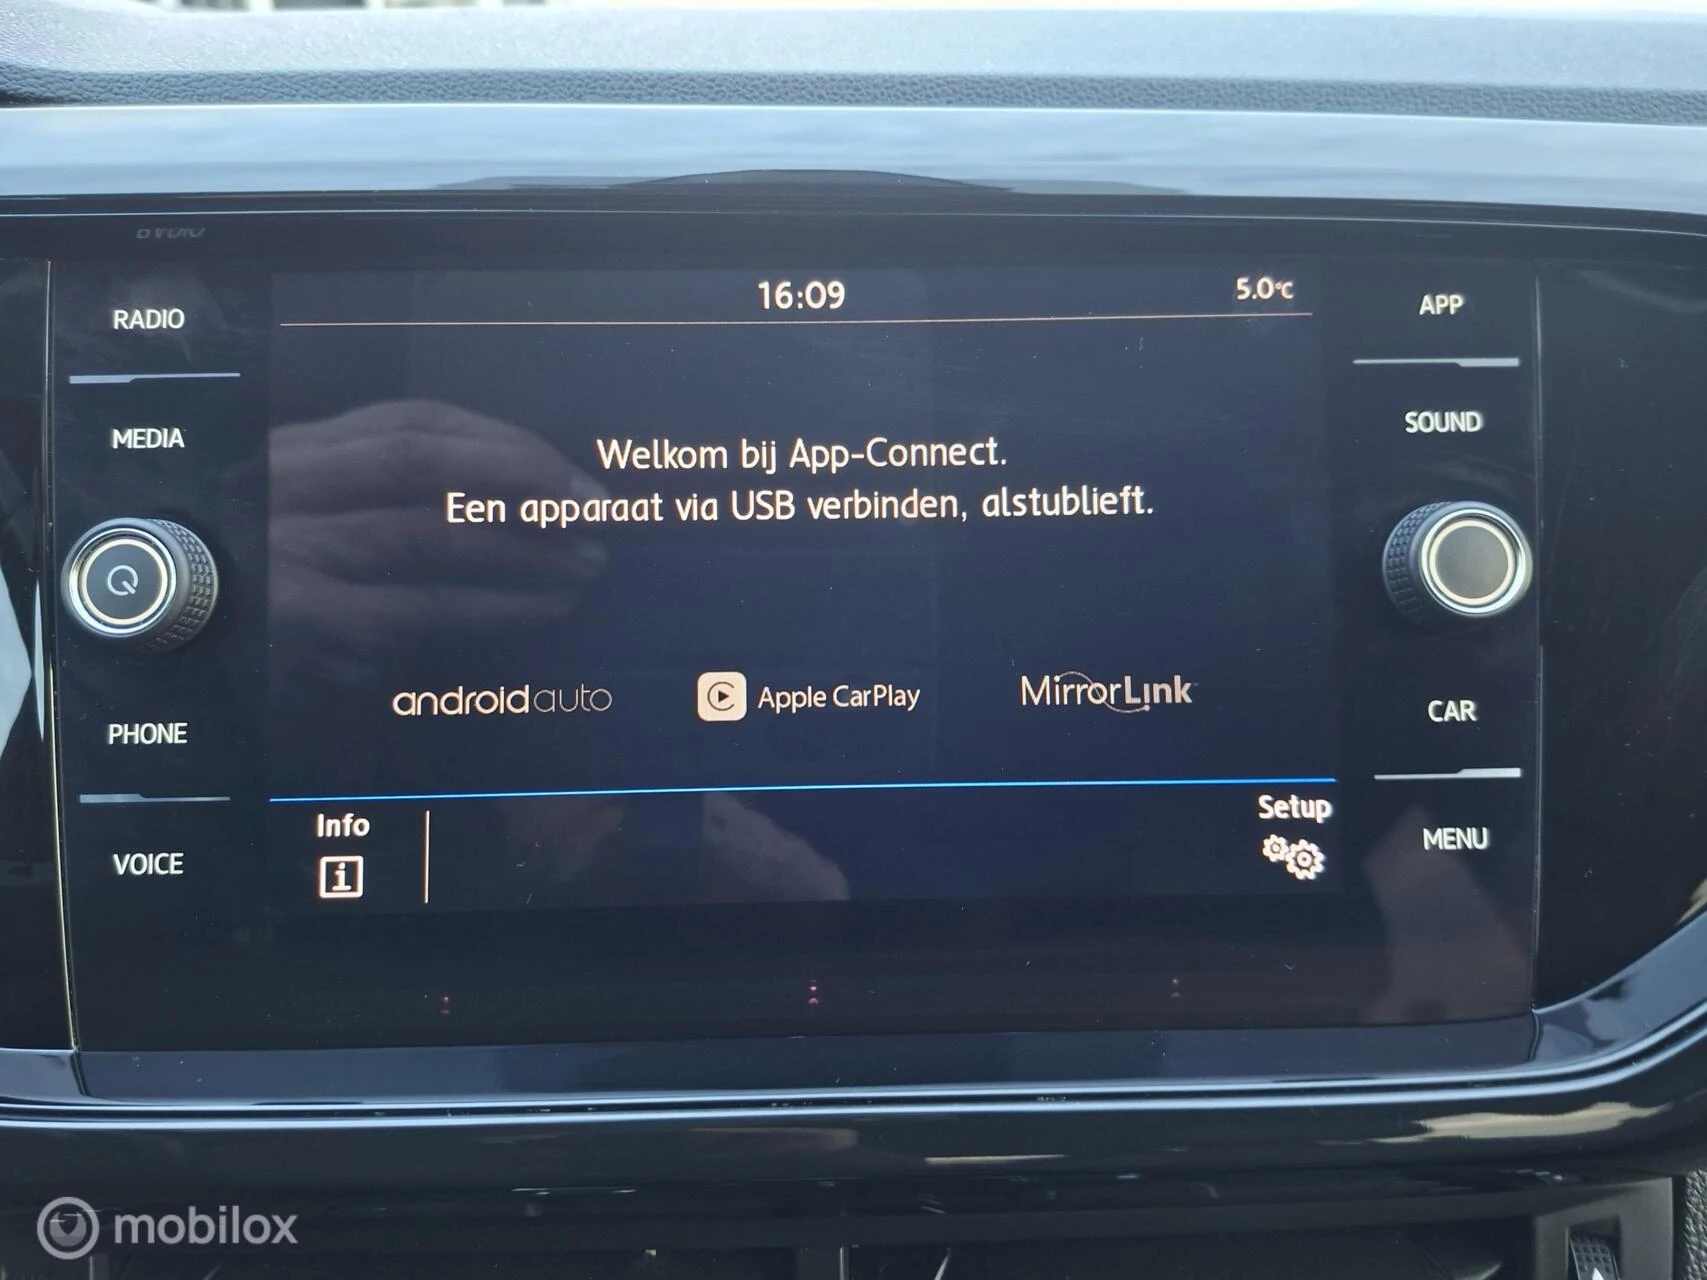 16:09
5.0°C
RADIO
MEDIA
PHONE
VOICE
Welkom bij App-Connect.
Een apparaat via USB verbinden, alstublieft.
androidauto
Apple CarPlay
MirrorLink
Info
i
Setup
APP
SOUND
CAR
MENU
mobilox